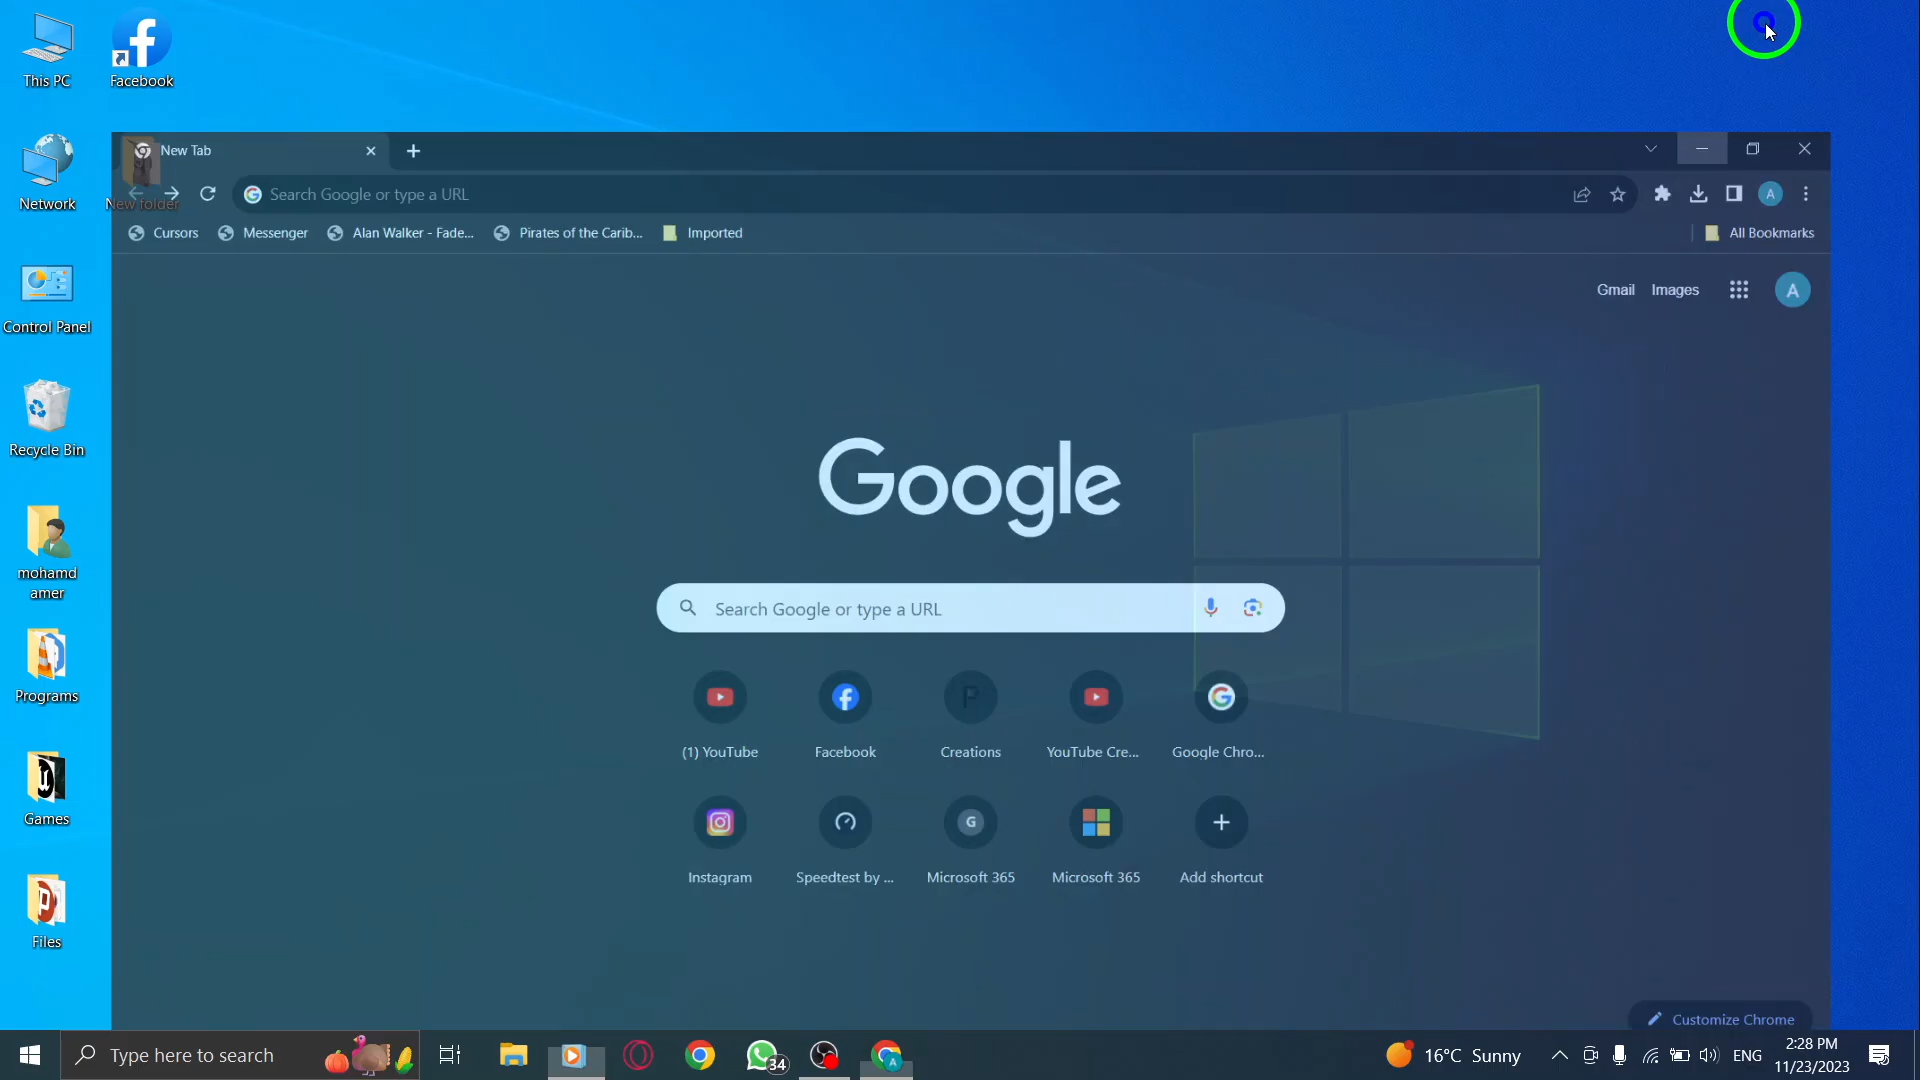 This PC
Facebook
Network
New folder
Control Panel
Recycle Bin
mohamd
amer
Programs
Games
Files
New Tab
Search Google or type a URL
A
Cursors
Messenger
Alan Walker - Fade...
Pirates of the Carib...
Imported
All Bookmarks
Gmail
Images
A
Google
Search Google or type a URL
(1) YouTube
Facebook
P
Creations
YouTube Cre...
Google Chro...
Instagram
Speedtest by ...
G
Microsoft 365
Microsoft 365
Add shortcut
Customize Chrome
Type here to search
34
A
16°C Sunny
ENG
2:28 PM
11/23/2023